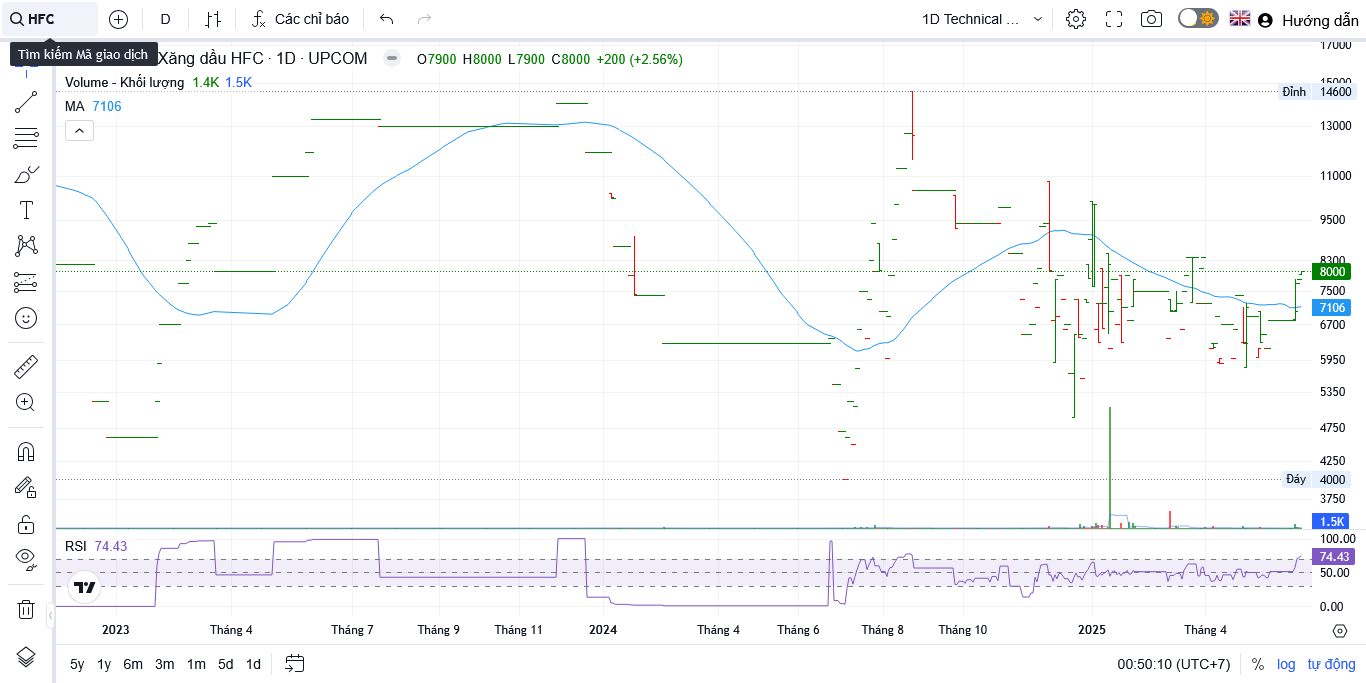 HFC
D
Các chỉ báo
1D Technical ...
Hướng dẫn
Tìm kiếm Mã giao dịch
Xăng dầu HFC · 1D · UPCOM
O7900 H8000 L7900 C8000 +200 (+2.56%)
Volume - Khối lượng 1.4K 1.5K
MA 7106
17000
15000
Đỉnh 14600
13000
11000
9500
8300
8000
7500
7106
6700
5950
5350
4750
4250
Đáy 4000
3750
1.5K
RSI 74.43
100.00
74.43
50.00
0.00
2023 Tháng 4 Tháng 7 Tháng 9 Tháng 11 2024 Tháng 4 Tháng 6 Tháng 8 Tháng 10 2025 Tháng 4
5y 1y 6m 3m 1m 5d 1d
00:50:10 (UTC+7) % log tự động